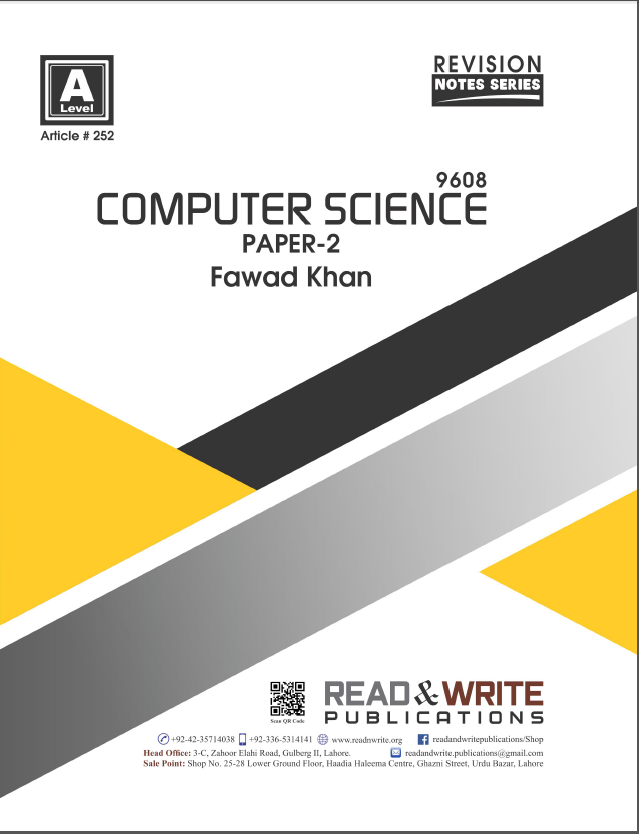 A
Level
Article # 252
REVISION
NOTES SERIES
9608
COMPUTER SCIENCE
PAPER-2
Fawad Khan
Scan QR Code
READ & WRITE
PUBLICATIONS
+92-42-35714038 +92-336-5314141 www.readnwrite.org readandwritepublications/Shop
Head Office: 3-C, Zahoor Elahi Road, Gulberg II, Lahore. readandwrite.publications@gmail.com
Sale Point: Shop No. 25-28 Lower Ground Floor, Haadia Haleema Centre, Ghazni Street, Urdu Bazar, Lahore